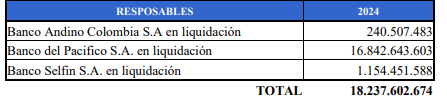 RESPOSABLES 2024
Banco Andino Colombia S.A en liquidación 240.507.483
Banco del Pacifico S.A. en liquidación 16.842.643.603
Banco Selfin S.A. en liquidación 1.154.451.588
TOTAL 18.237.602.674